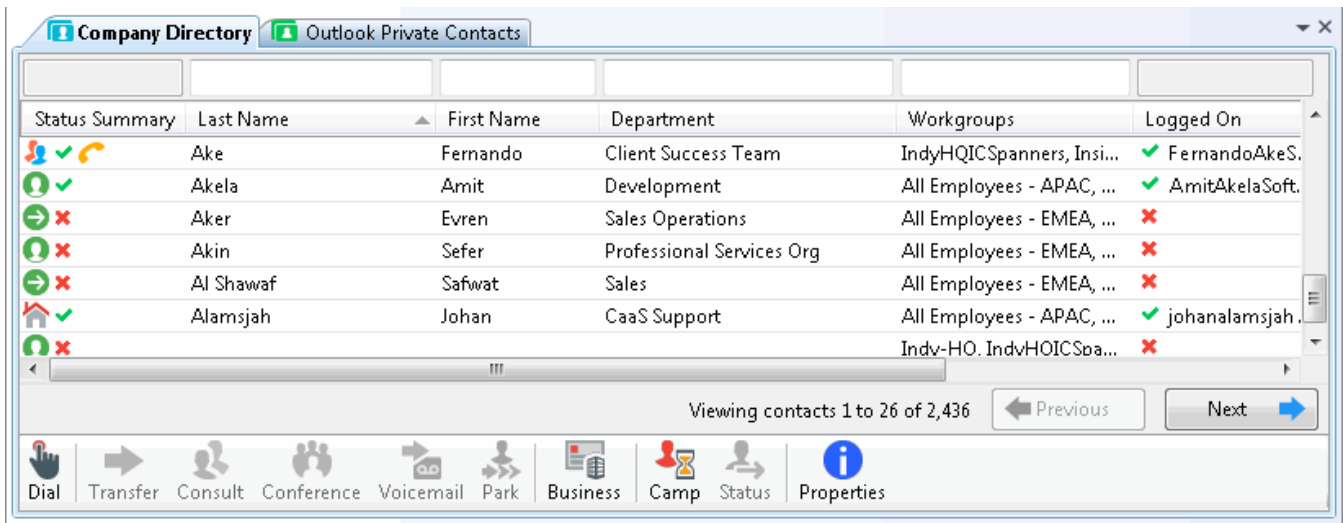 Company Directory Outlook Private Contacts
Status Summary Last Name First Name Department Workgroups Logged On
Ake Fernando Client Success Team IndyHQICSpanners, Insi... FernandoAkeS.
Akela Amit Development All Employees - APAC, ... AmitAkelaSoft.
Aker Evren Sales Operations All Employees - EMEA, ...
Akin Sefer Professional Services Org All Employees - EMEA, ...
Al Shawaf Safwat Sales All Employees - EMEA, ...
Alamsjah Johan CaaS Support All Employees - APAC, ... johanalamsjah.
Indy-HQ, IndyHQICSpa...
Viewing contacts 1 to 26 of 2,436 Previous Next
Dial Transfer Consult Conference Voicemail Park Business Camp Status Properties